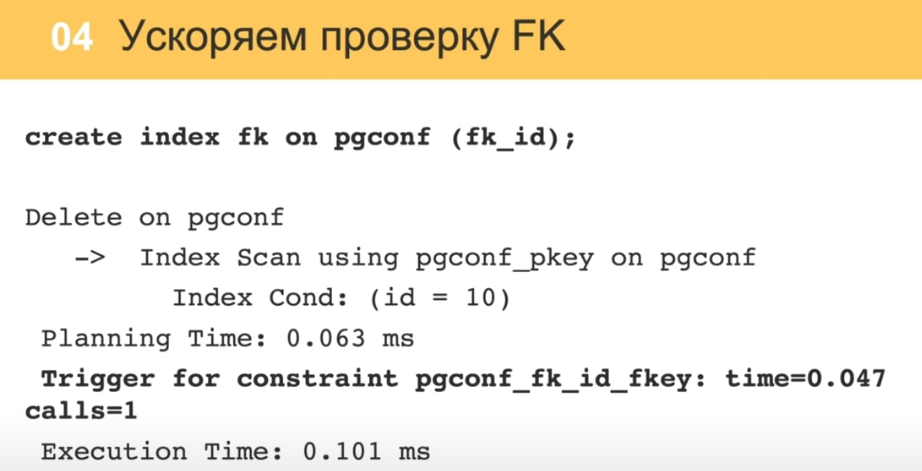 04 Ускоряем проверку FK
create index fk on pgconf (fk_id);
Delete on pgconf
-> Index Scan using pgconf_pkey on pgconf
Index Cond: (id = 10)
Planning Time: 0.063 ms
Trigger for constraint pgconf_fk_id_fkey: time=0.047
calls=1
Execution Time: 0.101 ms